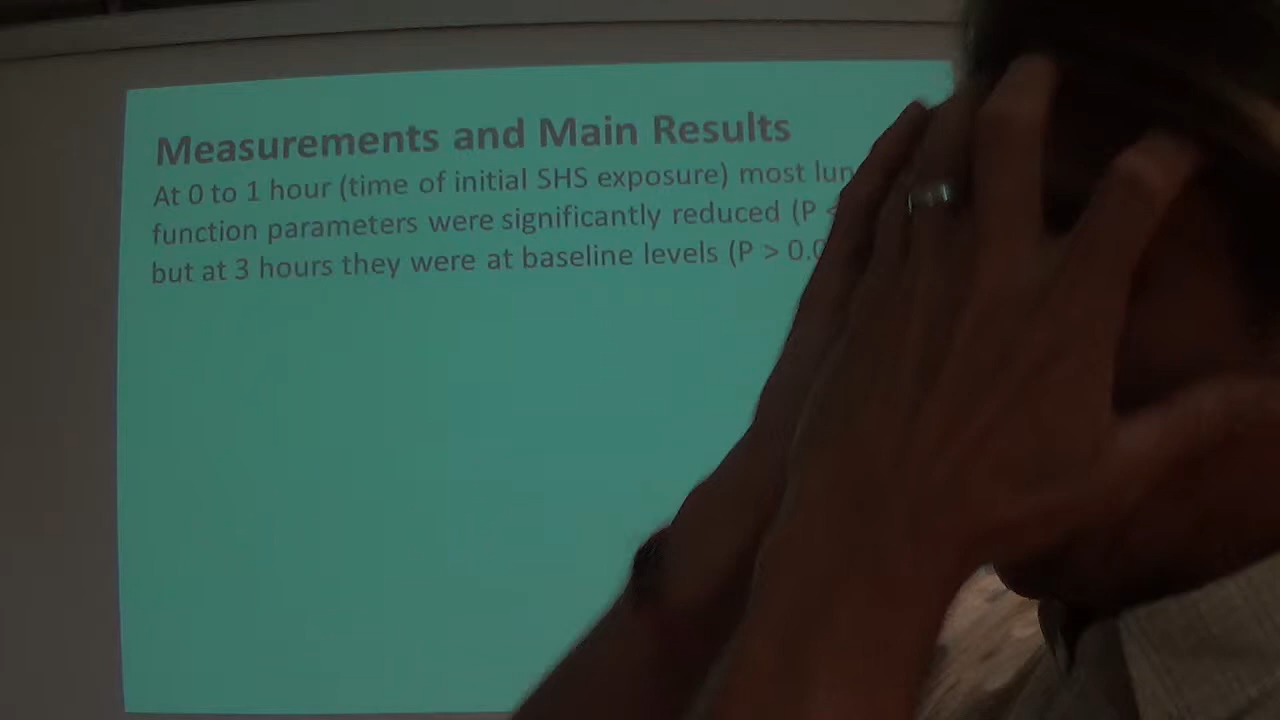 Measurements and Main Results
At 0 to 1 hour (time of initial SHS exposure) most lun
function parameters were significantly reduced (P <
but at 3 hours they were at baseline levels (P > 0.0